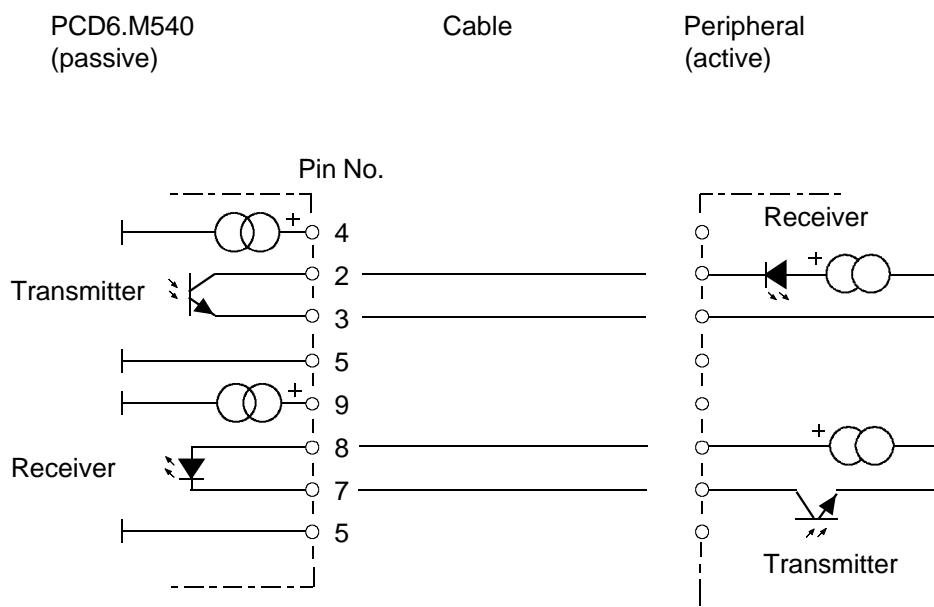 PCD6.M540
(passive)
Cable
Peripheral
(active)
Pin No.
+
4
Receiver
2
+
Transmitter
3
5
+
9
8
+
Receiver
7
5
Transmitter